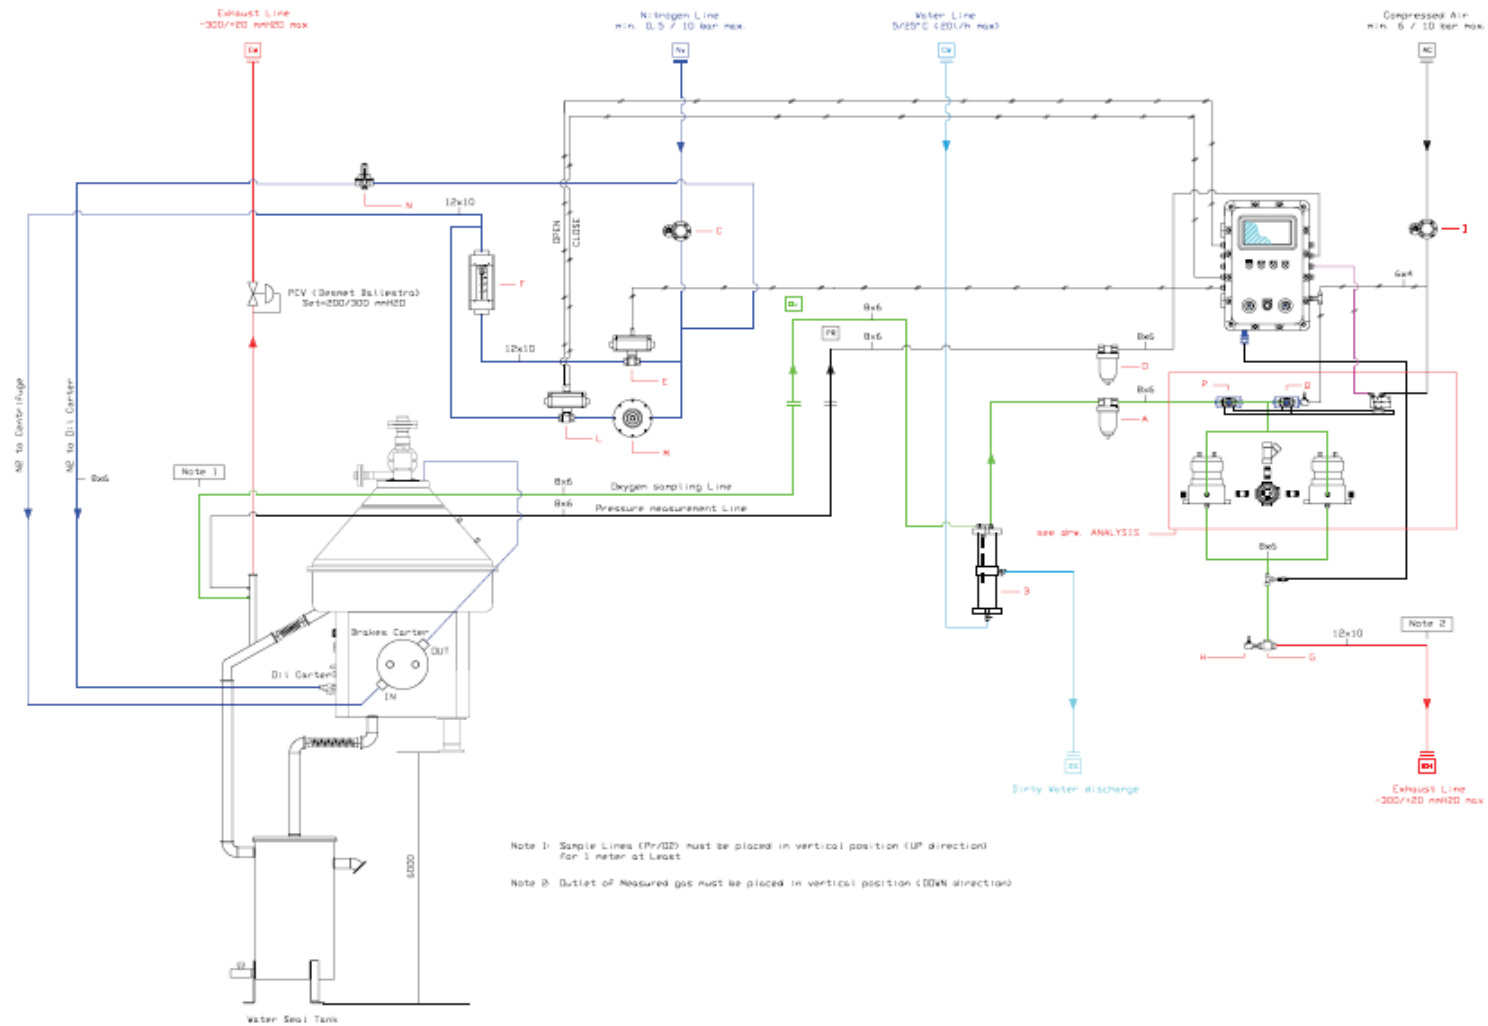 Exhaust Line
-300/+20 mmH2O max
Nitrogen Line
min. 0,5 / 10 bar max.
Water Line
5/25°C (20l/h max)
Compressed Air
min. 6 / 10 bar max.
N2
CW
AC
N
12x10
OPEN
CLOSE
C
I
F
PCV (Desmet Ballestra)
Set=200/300 mmH2O
6x4
O2
8x6
PR
8x6
8x6
12x10
D
E
P
Q
8x6
A
L
M
N2 to Centrifuge
N2 to Oil Carter
8x6
Note 1
8x6
Oxygen sampling Line
8x6
Pressure measurement Line
see drw. ANALYSIS
8x6
B
Note 2
12x10
H
G
Brakes Carter
OUT
Oil Carter
IN
Dirty Water discharge
EH
Exhaust Line
-300/+20 mmH2O max
Note 1: Sample Lines (Pr/O2) must be placed in vertical position (UP direction)
for 1 meter at Least
Note 2: Outlet of Measured gas must be placed in vertical position (DOWN direction)
6000
Water Seal Tank